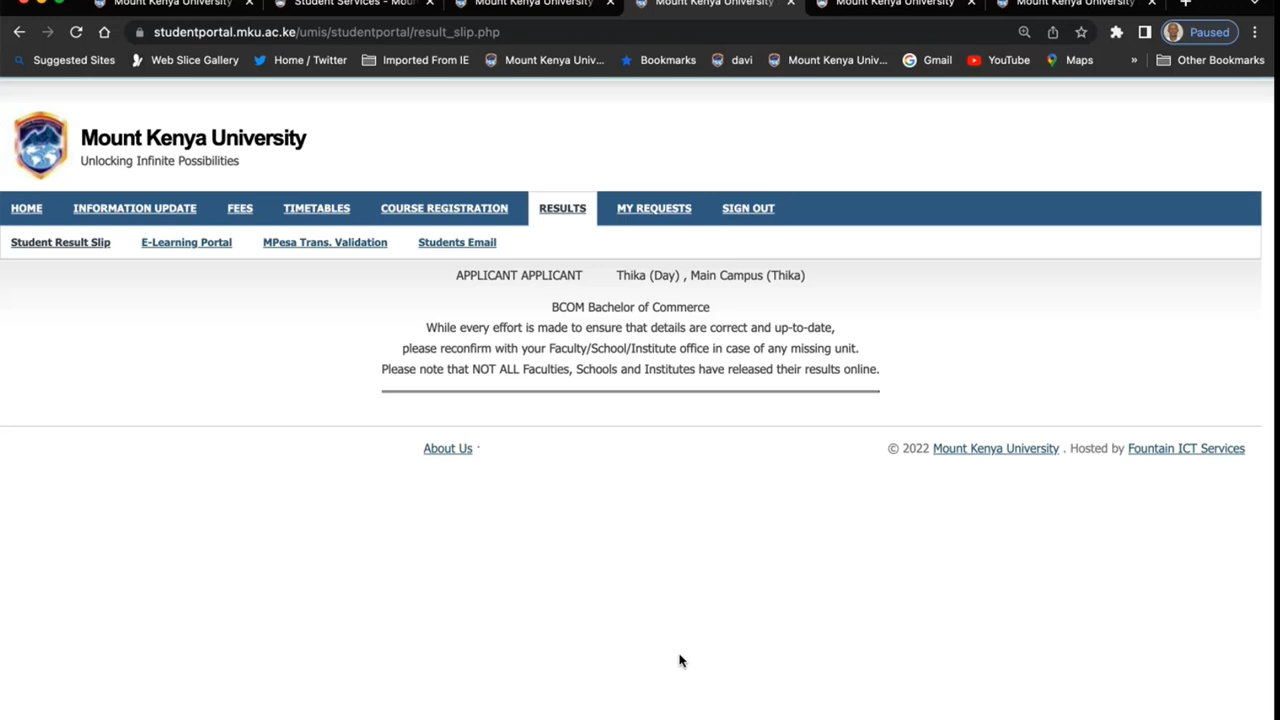 Mount Kenya University
Student Services – Moun
Mount Kenya University
Mount Kenya University
Mount Kenya University
Mount Kenya University
studentportal.mku.ac.ke/umis/studentportal/result_slip.php
Paused
Suggested Sites
Web Slice Gallery
Home / Twitter
Imported From IE
Mount Kenya Univ...
Bookmarks
davi
Mount Kenya Univ...
Gmail
YouTube
Maps
»
Other Bookmarks
Mount Kenya University
Unlocking Infinite Possibilities
HOME INFORMATION UPDATE FEES TIMETABLES COURSE REGISTRATION RESULTS MY REQUESTS SIGN OUT
Student Result Slip E-Learning Portal MPesa Trans. Validation Students Email
APPLICANT APPLICANT Thika (Day) , Main Campus (Thika)
BCOM Bachelor of Commerce
While every effort is made to ensure that details are correct and up-to-date,
please reconfirm with your Faculty/School/Institute office in case of any missing unit.
Please note that NOT ALL Faculties, Schools and Institutes have released their results online.
About Us · © 2022 Mount Kenya University . Hosted by Fountain ICT Services